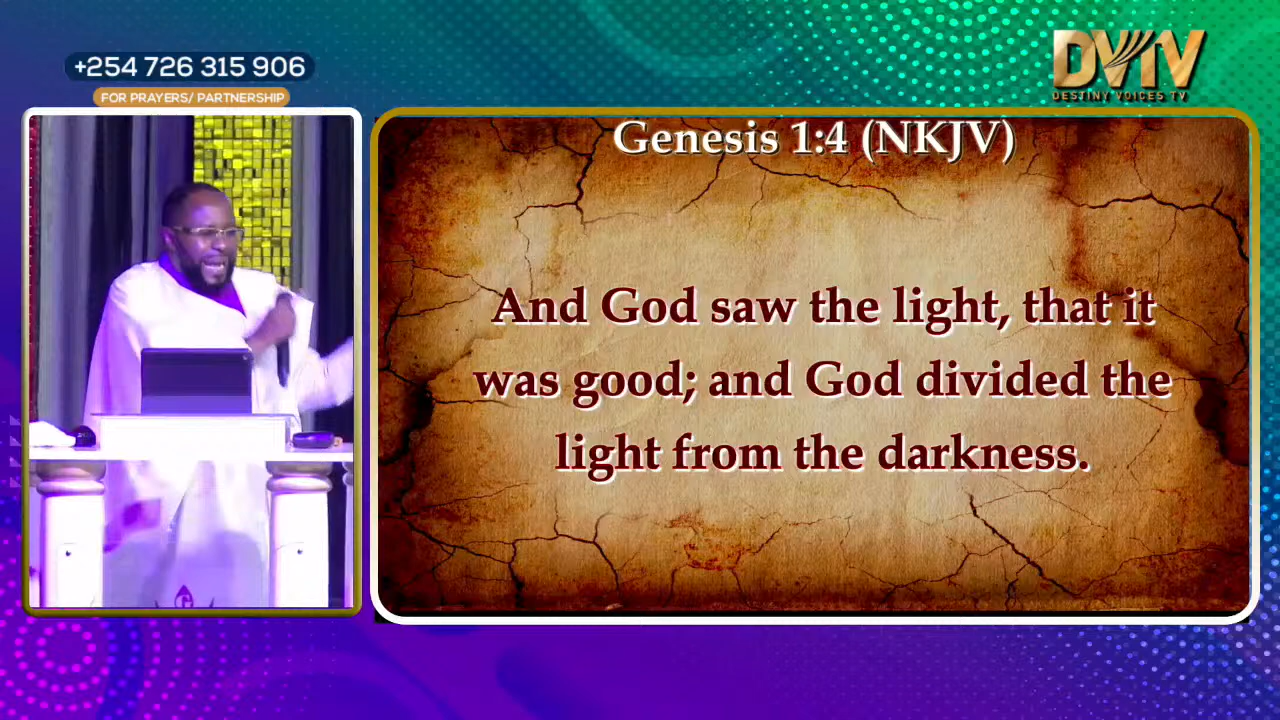 +254 726 315 906
FOR PRAYERS/ PARTNERSHIP
DVTV
DESTINY VOICES TV
Genesis 1:4 (NKJV)
And God saw the light, that it
was good; and God divided the
light from the darkness.